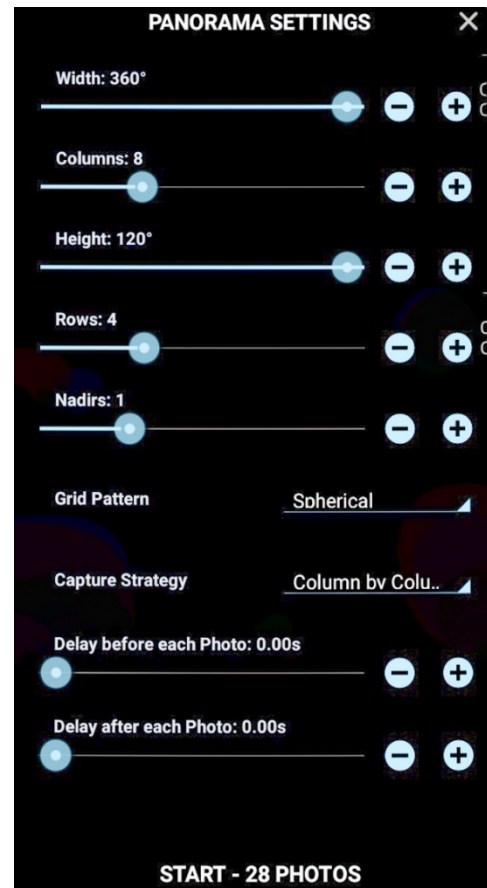 PANORAMA SETTINGS
Width: 360°
Columns: 8
Height: 120°
Rows: 4
Nadirs: 1
Grid Pattern Spherical
Capture Strategy Column by Colu..
Delay before each Photo: 0.00s
Delay after each Photo: 0.00s
START - 28 PHOTOS